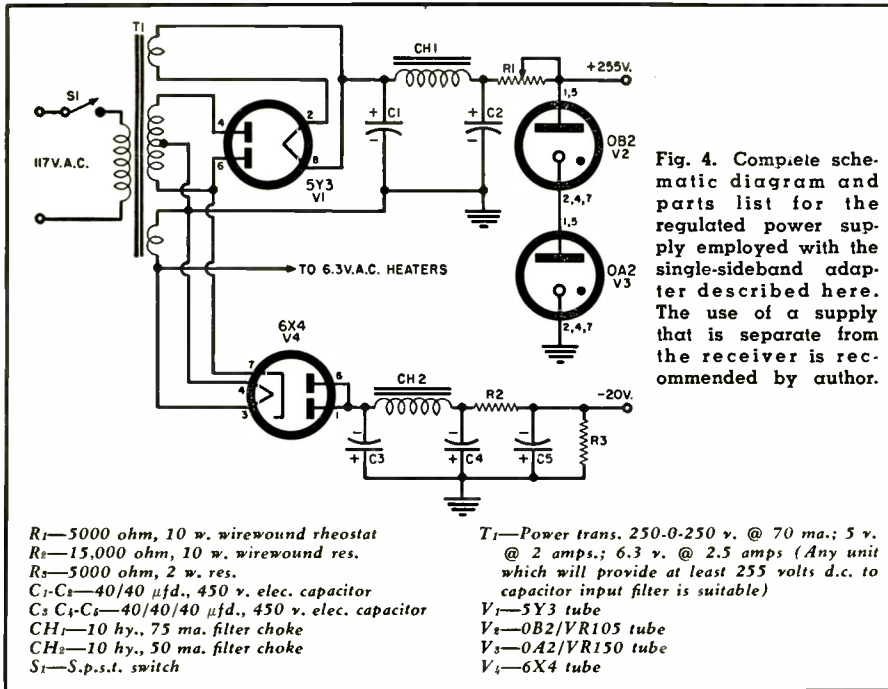 T1
CH1
R1
+255V.
S1
1,5
2
4
+
C1
+
C2
OB2
V2
117V.A.C.
6
-
-
8
5Y3
V1
2,4,7
1,5
TO 6.3V.A.C. HEATERS
OA2
V3
6X4
V4
2,4,7
7
6
CH2
R2
-20V.
4
3
1
-
-
-
R3
+
C3
+
C4
+
C5
Fig. 4. Complete sche-
matic diagram and
parts list for the
regulated power sup-
ply employed with the
single-sideband adap-
ter described here.
The use of a supply
that is separate from
the receiver is rec-
ommended by author.
R1—5000 ohm, 10 w. wirewound rheostat
R2—15,000 ohm, 10 w. wirewound res.
R3—5000 ohm, 2 w. res.
C1-C2—40/40 µfd., 450 v. elec. capacitor
C3 C4-C5—40/40/40 µfd., 450 v. elec. capacitor
CH1—10 hy., 75 ma. filter choke
CH2—10 hy., 50 ma. filter choke
S1—S.p.s.t. switch
T1—Power trans. 250-0-250 v. @ 70 ma.; 5 v.
@ 2 amps.; 6.3 v. @ 2.5 amps (Any unit
which will provide at least 255 volts d.c. to
capacitor input filter is suitable)
V1—5Y3 tube
V2—0B2/VR105 tube
V3—0A2/VR150 tube
V4—6X4 tube